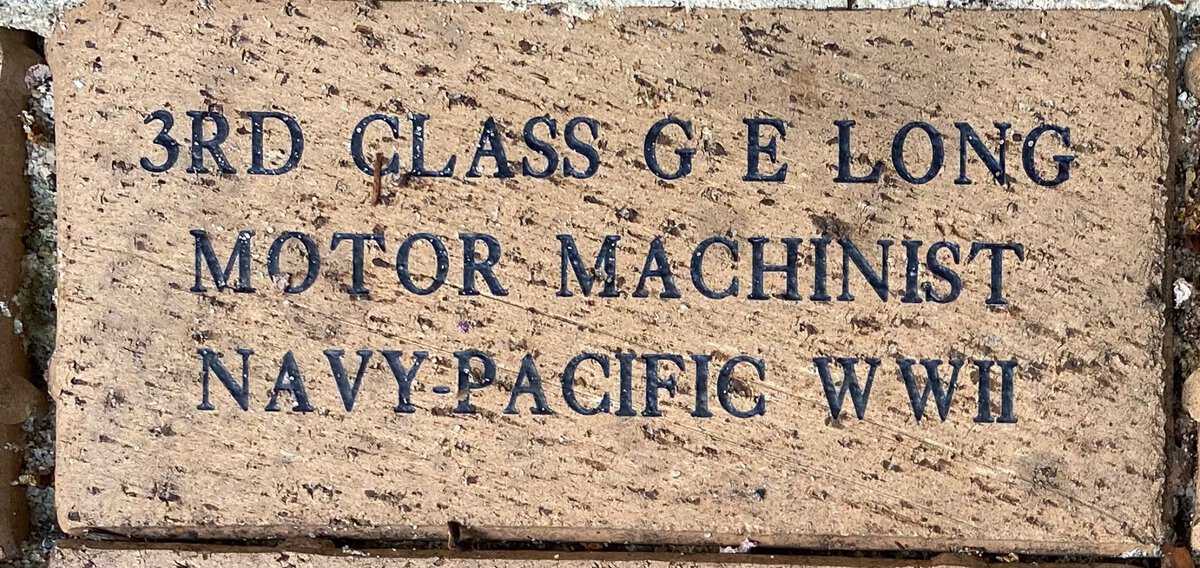 3RD CLASS G E LONG
MOTOR MACHINIST
NAVY-PACIFIC WWII